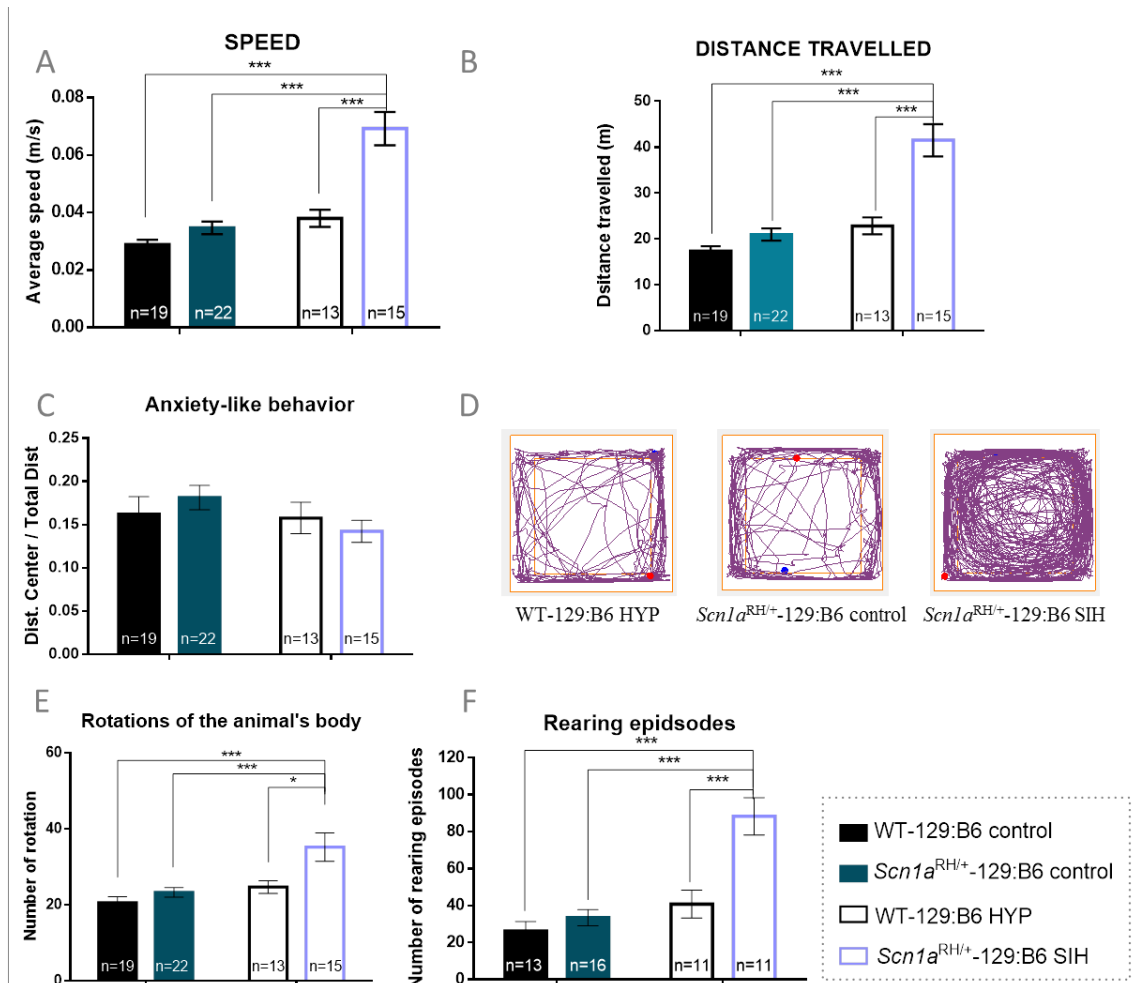 A
SPEED
***
***
***
Average speed (m/s)
0.08
0.06
0.04
0.02
0.00
n=19
n=22
n=13
n=15
B
DISTANCE TRAVELLED
***
***
***
Dsitance travelled (m)
50
40
30
20
10
0
n=19
n=22
n=13
n=15
C
Anxiety-like behavior
Dist. Center / Total Dist
0.25
0.20
0.15
0.10
0.05
0.00
n=19
n=22
n=13
n=15
D
WT-129:B6 HYP
Scn1aRH/+-129:B6 control
Scn1aRH/+-129:B6 SIH
E
Rotations of the animal's body
***
***
*
Number of rotation
60
40
20
0
n=19
n=22
n=13
n=15
F
Rearing epidsodes
***
***
***
Number of rearing episodes
120
100
80
60
40
20
0
n=13
n=16
n=11
n=11
WT-129:B6 control
Scn1aRH/+-129:B6 control
WT-129:B6 HYP
Scn1aRH/+-129:B6 SIH